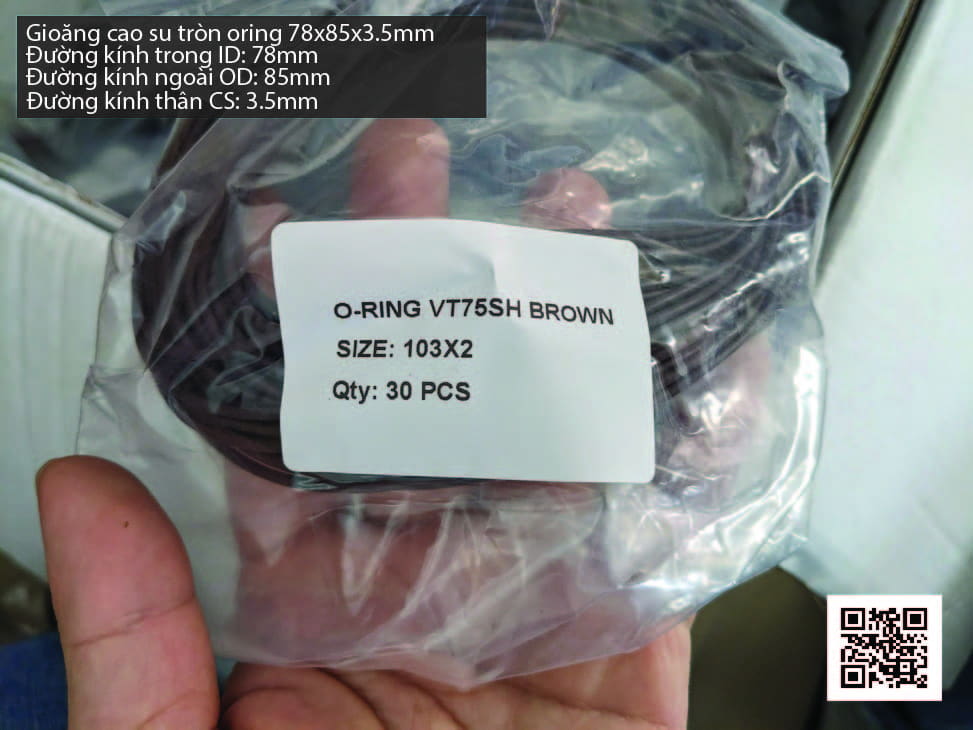 Gioăng cao su tròn oring 78x85x3.5mm
Đường kính trong ID: 78mm
Đường kính ngoài OD: 85mm
Đường kính thân CS: 3.5mm
O-RING VT75SH BROWN
SIZE: 103X2
Qty: 30 PCS